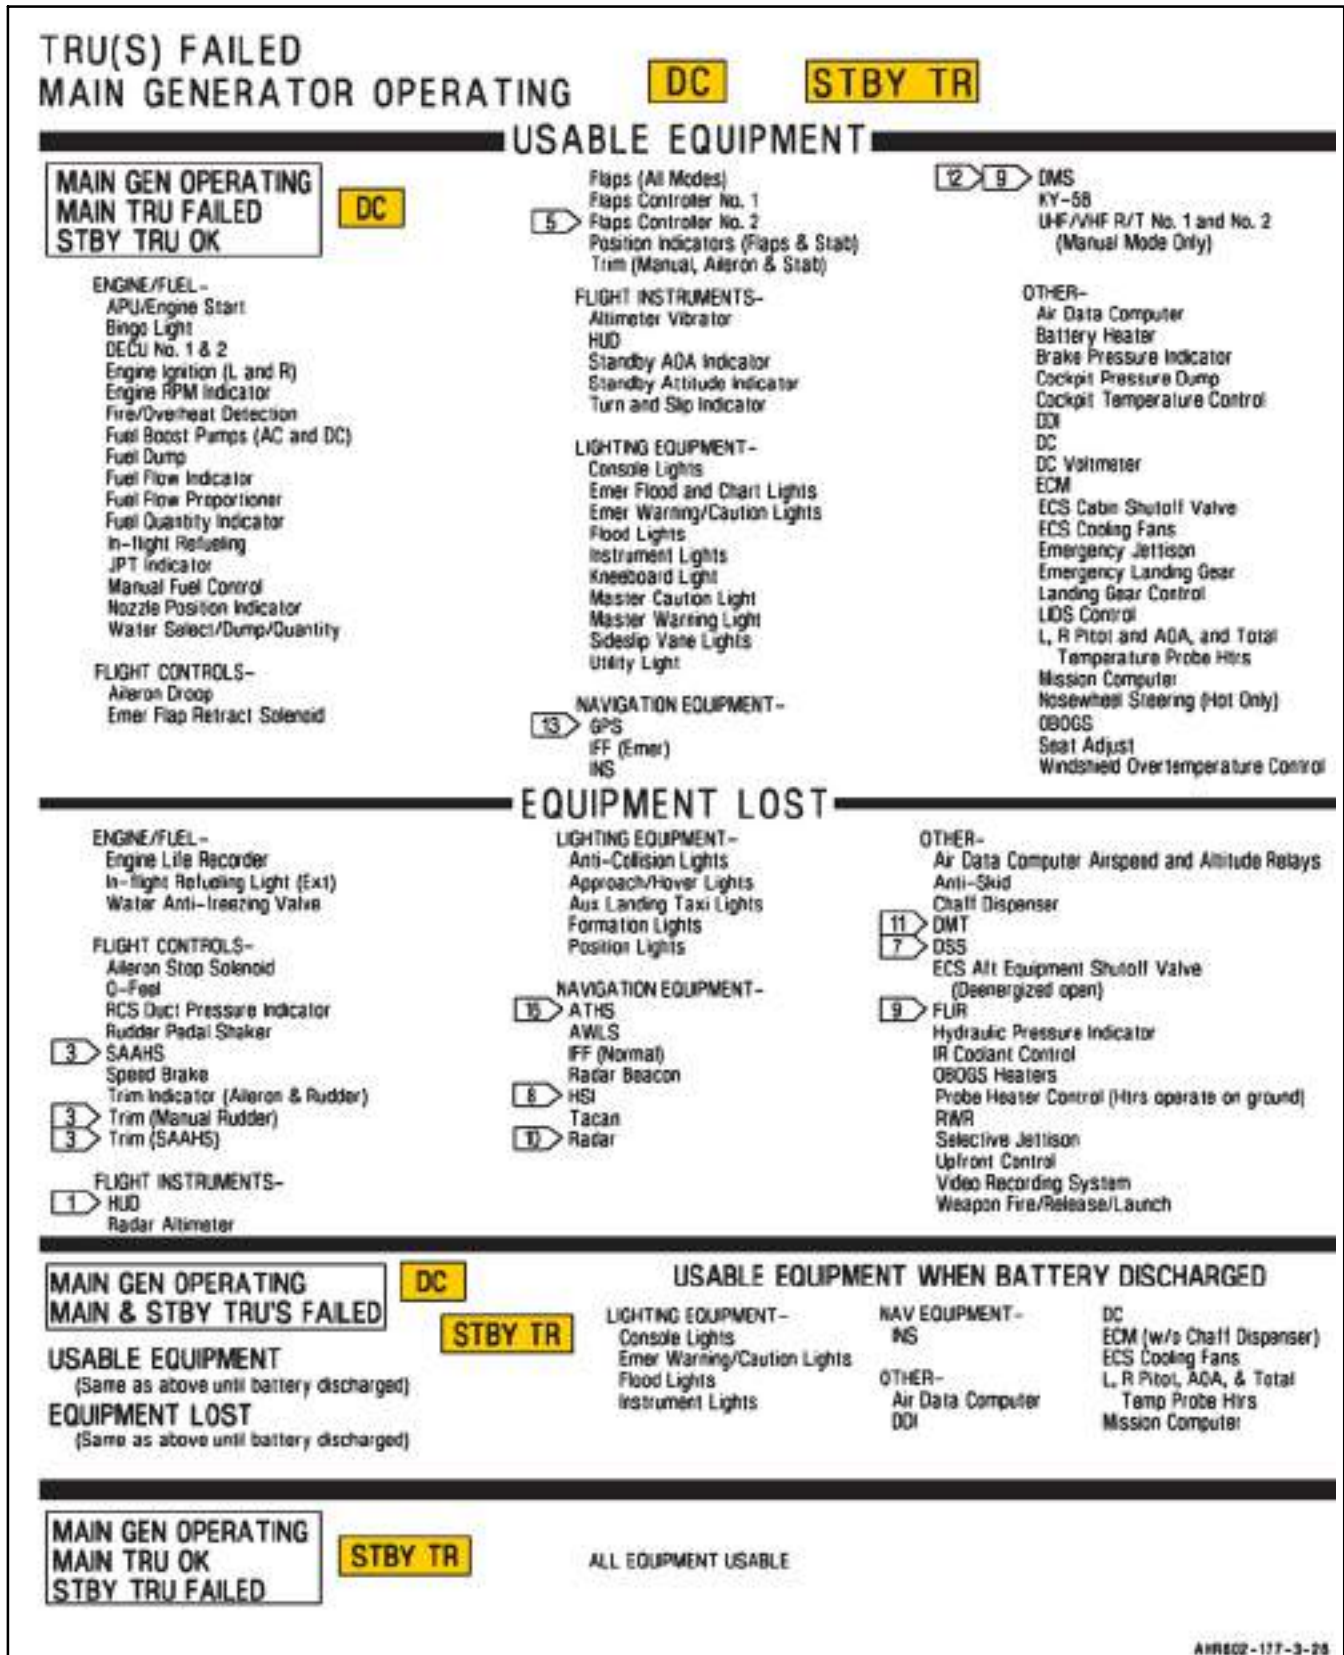 TRU(S) FAILED
MAIN GENERATOR OPERATING
DC
STBY TR
USABLE EQUIPMENT
MAIN GEN OPERATING
MAIN TRU FAILED
STBY TRU OK
DC
ENGINE/FUEL-
APU/Engine Start
Bingo Light
DECU No. 1 & 2
Engine Ignition (L and R)
Engine RPM Indicator
Fire/Overheat Detection
Fuel Boost Pumps (AC and DC)
Fuel Dump
Fuel Flow Indicator
Fuel Flow Proportioner
Fuel Quantity Indicator
In-flight Refueling
JPT Indicator
Manual Fuel Control
Nozzle Position Indicator
Water Select/Dump/Quantity
FLIGHT CONTROLS-
Aileron Droop
Emer Flap Retract Solenoid
Flaps (All Modes)
Flaps Controller No. 1
5 Flaps Controller No. 2
Position Indicators (Flaps & Stab)
Trim (Manual, Aileron & Stab)
FLIGHT INSTRUMENTS-
Altimeter Vibrator
HUD
Standby AOA Indicator
Standby Attitude Indicator
Turn and Slip Indicator
LIGHTING EQUIPMENT-
Console Lights
Emer Flood and Chart Lights
Emer Warning/Caution Lights
Flood Lights
Instrument Lights
Kneeboard Light
Master Caution Light
Master Warning Light
Sideslip Vane Lights
Utility Light
NAVIGATION EQUIPMENT-
13 GPS
IFF (Emer)
INS
12 9 DMS
KY-58
UHF/VHF R/T No. 1 and No. 2
(Manual Mode Only)
OTHER-
Air Data Computer
Battery Heater
Brake Pressure Indicator
Cockpit Pressure Dump
Cockpit Temperature Control
DDI
DC
DC Voltmeter
ECM
ECS Cabin Shutoff Valve
ECS Cooling Fans
Emergency Jettison
Emergency Landing Gear
Landing Gear Control
LIDS Control
L, R Pitot and AOA, and Total
Temperature Probe Htrs
Mission Computer
Nosewheel Steering (Hot Only)
OBOGS
Seat Adjust
Windshield Overtemperature Control
EQUIPMENT LOST
ENGINE/FUEL-
Engine Life Recorder
In-flight Refueling Light (Ext)
Water Anti-freezing Valve
FLIGHT CONTROLS-
Aileron Stop Solenoid
Q-Feel
RCS Duct Pressure Indicator
Rudder Pedal Shaker
3 SAAHS
Speed Brake
Trim Indicator (Aileron & Rudder)
3 Trim (Manual Rudder)
3 Trim (SAAHS)
FLIGHT INSTRUMENTS-
1 HUD
Radar Altimeter
LIGHTING EQUIPMENT-
Anti-Collision Lights
Approach/Hover Lights
Aux Landing Taxi Lights
Formation Lights
Position Lights
NAVIGATION EQUIPMENT-
ATHS
AWLS
IFF (Normal)
Radar Beacon
8 HSI
Tacan
10 Radar
OTHER-
Air Data Computer Airspeed and Altitude Relays
Anti-Skid
Chaff Dispenser
11 DMT
7 DSS
ECS Aft Equipment Shutoff Valve
(Deenergized open)
9 FLIR
Hydraulic Pressure Indicator
IR Coolant Control
OBOGS Heaters
Probe Heater Control (Htrs operate on ground)
RWR
Selective Jettison
Upfront Control
Video Recording System
Weapon Fire/Release/Launch
MAIN GEN OPERATING
MAIN & STBY TRU'S FAILED
DC
STBY TR
USABLE EQUIPMENT
(Same as above until battery discharged)
EQUIPMENT LOST
(Same as above until battery discharged)
USABLE EQUIPMENT WHEN BATTERY DISCHARGED
LIGHTING EQUIPMENT-
Console Lights
Emer Warning/Caution Lights
Flood Lights
Instrument Lights
NAV EQUIPMENT-
INS
OTHER-
Air Data Computer
DDI
DC
ECM (w/o Chaff Dispenser)
ECS Cooling Fans
L, R Pitot, AOA, & Total
Temp Probe Htrs
Mission Computer
MAIN GEN OPERATING
MAIN TRU OK
STBY TRU FAILED
STBY TR
ALL EQUIPMENT USABLE
AHR602-177-3-26